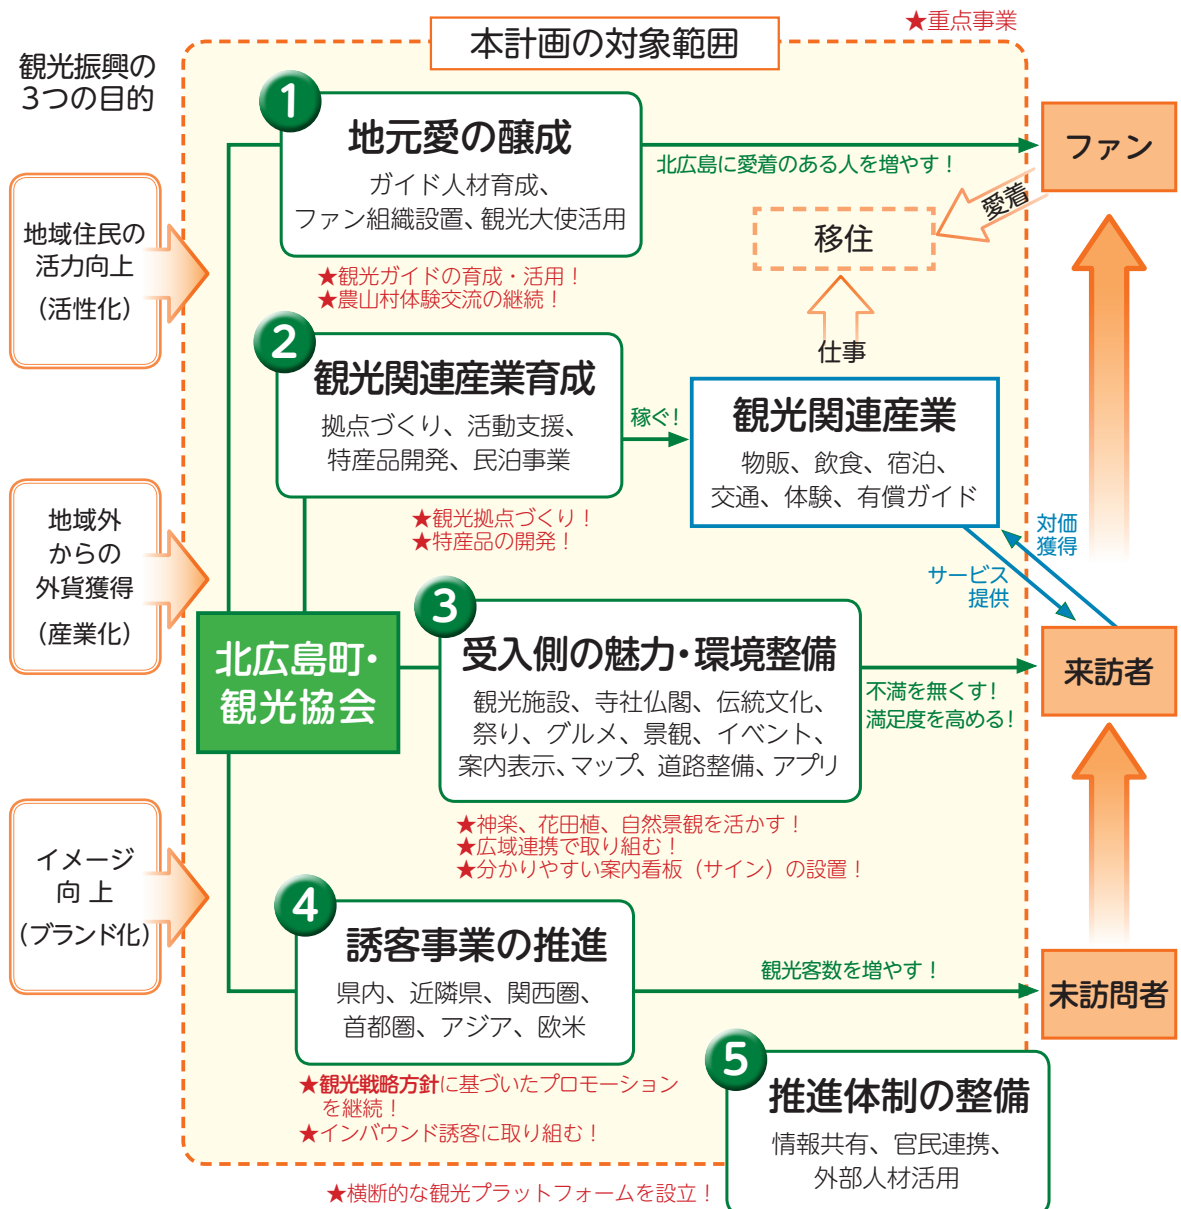 ★重点事業
本計画の対象範囲
観光振興の
3つの目的
地域住民の
活力向上
(活性化)
地域外
からの
外貨獲得
(産業化)
イメージ
向 上
(ブランド化)
北広島町・
観光協会
1
地元愛の醸成
ガイド人材育成、
ファン組織設置、観光大使活用
★観光ガイドの育成・活用！
★農山村体験交流の継続！
北広島に愛着のある人を増やす！
ファン
愛着
移住
仕事
2
観光関連産業育成
拠点づくり、活動支援、
特産品開発、民泊事業
★観光拠点づくり！
★特産品の開発！
稼ぐ！
観光関連産業
物販、飲食、宿泊、
交通、体験、有償ガイド
対価
獲得
サービス
提供
3
受入側の魅力・環境整備
観光施設、寺社仏閣、伝統文化、
祭り、グルメ、景観、イベント、
案内表示、マップ、道路整備、アプリ
★神楽、花田植、自然景観を活かす！
★広域連携で取り組む！
★分かりやすい案内看板（サイン）の設置！
不満を無くす！
満足度を高める！
来訪者
4
誘客事業の推進
県内、近隣県、関西圏、
首都圏、アジア、欧米
★観光戦略方針に基づいたプロモーション
を継続！
★インバウンド誘客に取り組む！
観光客数を増やす！
未訪問者
5
推進体制の整備
情報共有、官民連携、
外部人材活用
★横断的な観光プラットフォームを設立！